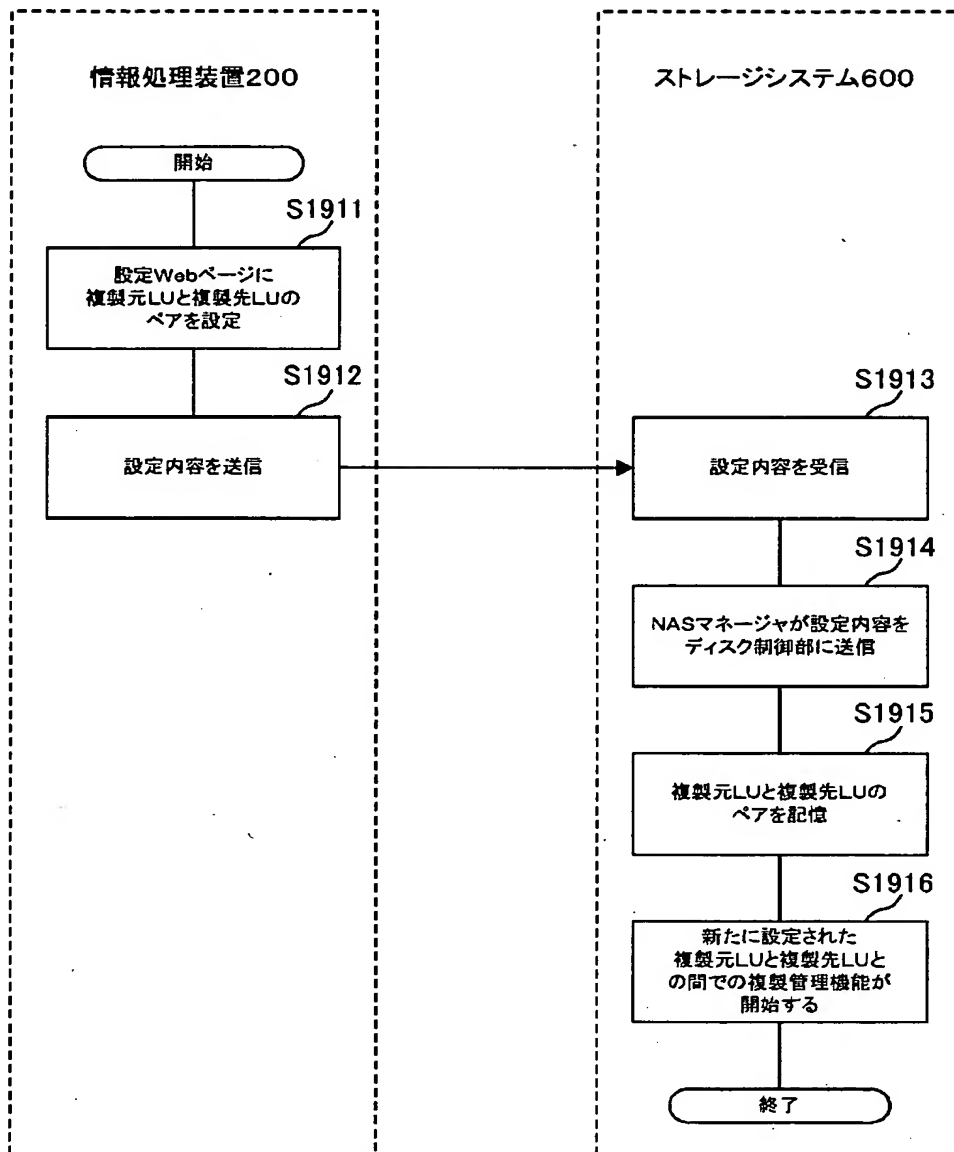 情報処理装置200
開始
S1911
設定Webページに
複製元LUと複製先LUの
ペアを設定
S1912
設定内容を送信
ストレージシステム600
S1913
設定内容を受信
S1914
NASマネージャが設定内容を
ディスク制御部に送信
S1915
複製元LUと複製先LUの
ペアを記憶
S1916
新たに設定された
複製元LUと複製先LUと
の間での複製管理機能が
開始する
終了